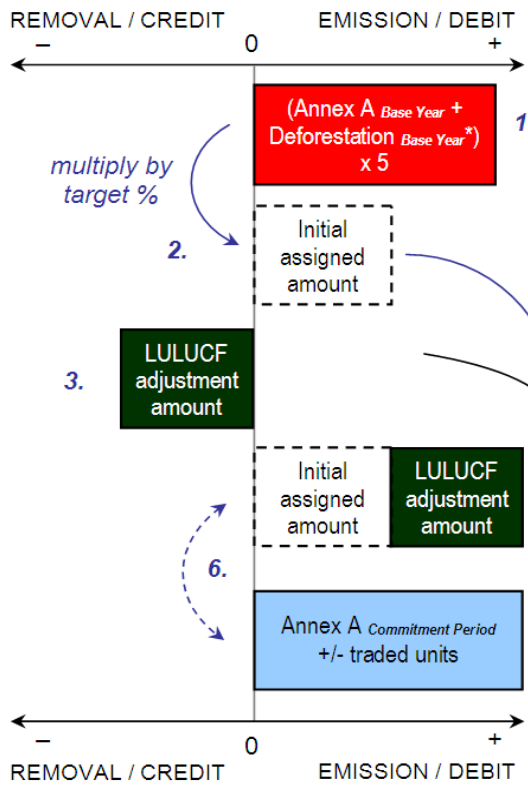 REMOVAL / CREDIT EMISSION / DEBIT
– 0 +
(Annex A Base Year + 1
Deforestation Base Year*)
x 5
multiply by
target %
Initial
assigned
amount
2.
LULUCF
adjustment
amount
3.
Initial
assigned
amount
LULUCF
adjustment
amount
6.
Annex A Commitment Period
+/- traded units
– 0 +
REMOVAL / CREDIT EMISSION / DEBIT